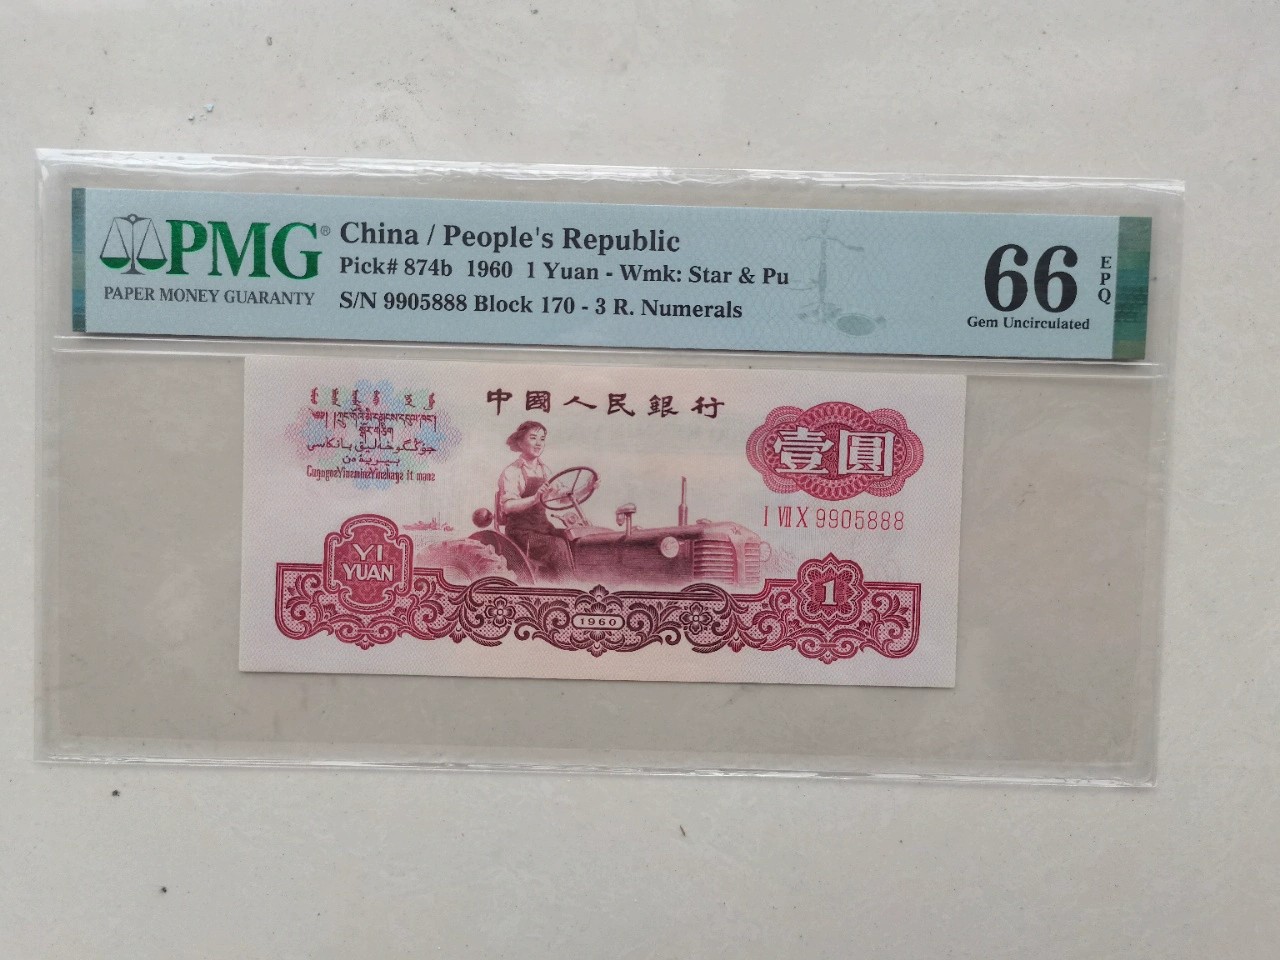 PMG®
PAPER MONEY GUARANTY
China / People's Republic
Pick# 874b 1960 1 Yuan - Wmk: Star & Pu
S/N 9905888 Block 170 - 3 R. Numerals
66
EPQ
Gem Uncirculated
中國人民銀行
壹圓
I VII X 9905888
YI
YUAN
1
1960